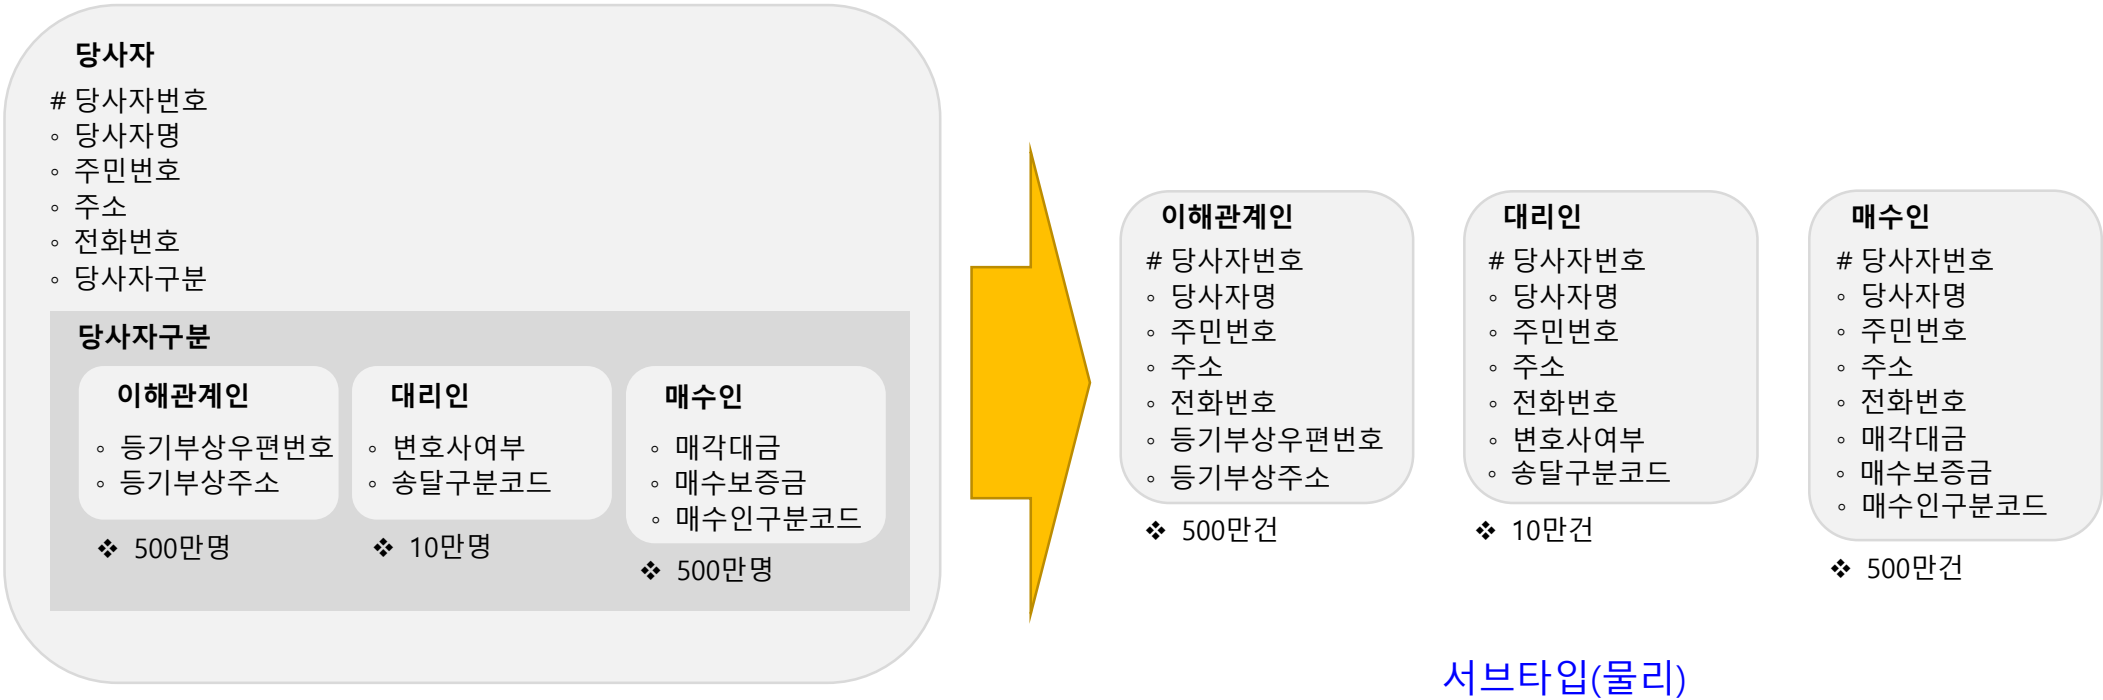 당사자
# 당사자번호
◦ 당사자명
◦ 주민번호
◦ 주소
◦ 전화번호
◦ 당사자구분
당사자구분
이해관계인
◦ 등기부상우편번호
◦ 등기부상주소
❖ 500만명
대리인
◦ 변호사여부
◦ 송달구분코드
❖ 10만명
매수인
◦ 매각대금
◦ 매수보증금
◦ 매수인구분코드
❖ 500만명
이해관계인
# 당사자번호
◦ 당사자명
◦ 주민번호
◦ 주소
◦ 전화번호
◦ 등기부상우편번호
◦ 등기부상주소
❖ 500만건
대리인
# 당사자번호
◦ 당사자명
◦ 주민번호
◦ 주소
◦ 전화번호
◦ 변호사여부
◦ 송달구분코드
❖ 10만건
매수인
# 당사자번호
◦ 당사자명
◦ 주민번호
◦ 주소
◦ 전화번호
◦ 매각대금
◦ 매수보증금
◦ 매수인구분코드
❖ 500만건
서브타입(물리)